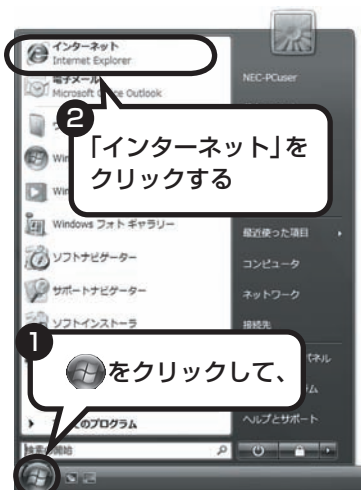 インターネット
Internet Explorer
電子メール
Microsoft Office Outlook
NEC-PCuser
2
「インターネット」を
クリックする
Windows フォト ギャラリー
最近使った項目
ソフトナビゲーター
コンピュータ
サポートナビゲーター
ネットワーク
ソフトインストーラ
接続先
1
をクリックして、
ヘルプとサポート
検索の開始